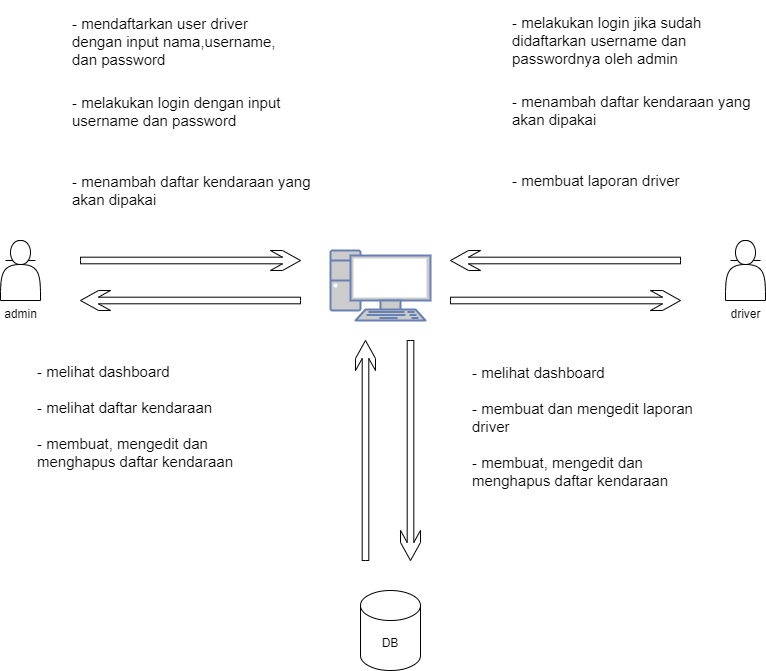 - mendaftarkan user driver
dengan input nama,username,
dan password
- melakukan login dengan input
username dan password
- menambah daftar kendaraan yang
akan dipakai
- melakukan login jika sudah
didaftarkan username dan
passwordnya oleh admin
- menambah daftar kendaraan yang
akan dipakai
- membuat laporan driver
admin
driver
- melihat dashboard
- melihat daftar kendaraan
- membuat, mengedit dan
menghapus daftar kendaraan
- melihat dashboard
- membuat dan mengedit laporan
driver
- membuat, mengedit dan
menghapus daftar kendaraan
DB